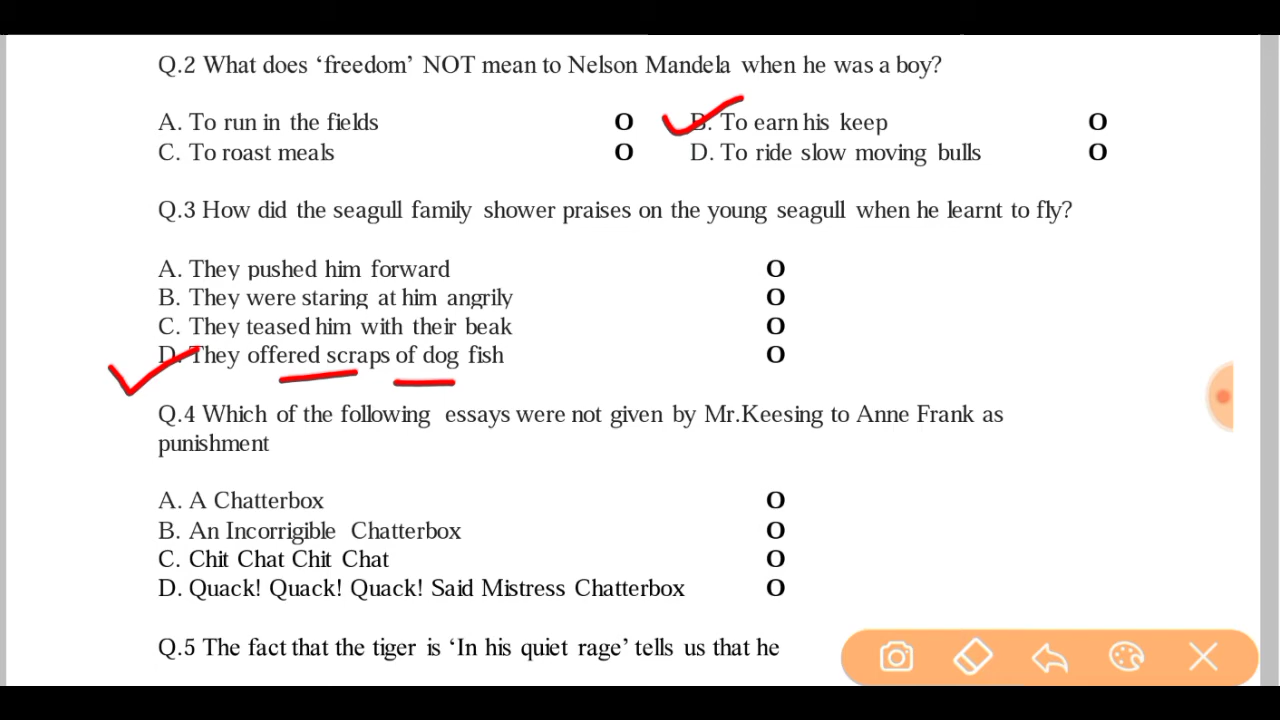 Q.2 What does ‘freedom’ NOT mean to Nelson Mandela when he was a boy?
A. To run in the fields O B. To earn his keep O
C. To roast meals O D. To ride slow moving bulls O
Q.3 How did the seagull family shower praises on the young seagull when he learnt to fly?
A. They pushed him forward O
B. They were staring at him angrily O
C. They teased him with their beak O
D. They offered scraps of dog fish O
Q.4 Which of the following essays were not given by Mr.Keesing to Anne Frank as
punishment
A. A Chatterbox O
B. An Incorrigible Chatterbox O
C. Chit Chat Chit Chat O
D. Quack! Quack! Quack! Said Mistress Chatterbox O
Q.5 The fact that the tiger is ‘In his quiet rage’ tells us that he